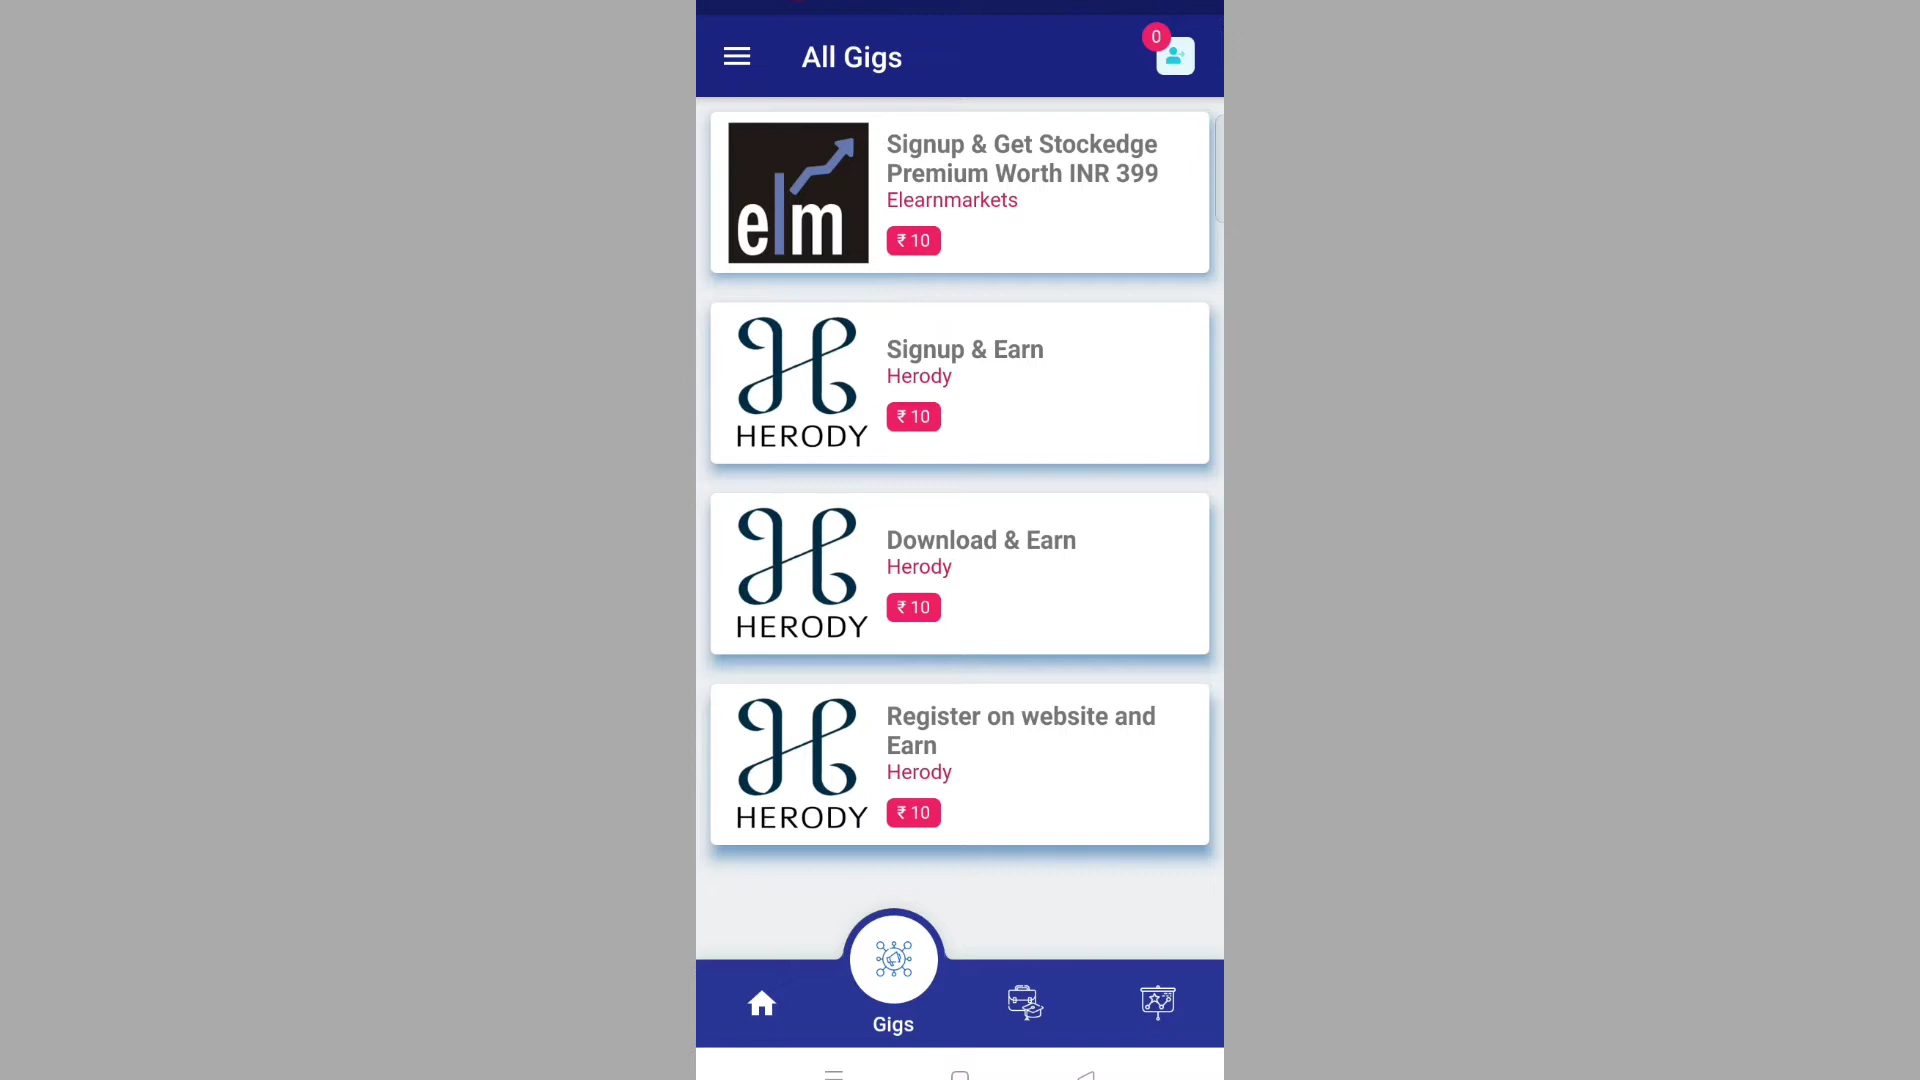 All Gigs
0
elm
Signup & Get Stockedge
Premium Worth INR 399
Elearnmarkets
₹ 10
HERODY
Signup & Earn
Herody
₹ 10
HERODY
Download & Earn
Herody
₹ 10
HERODY
Register on website and
Earn
Herody
₹ 10
Gigs